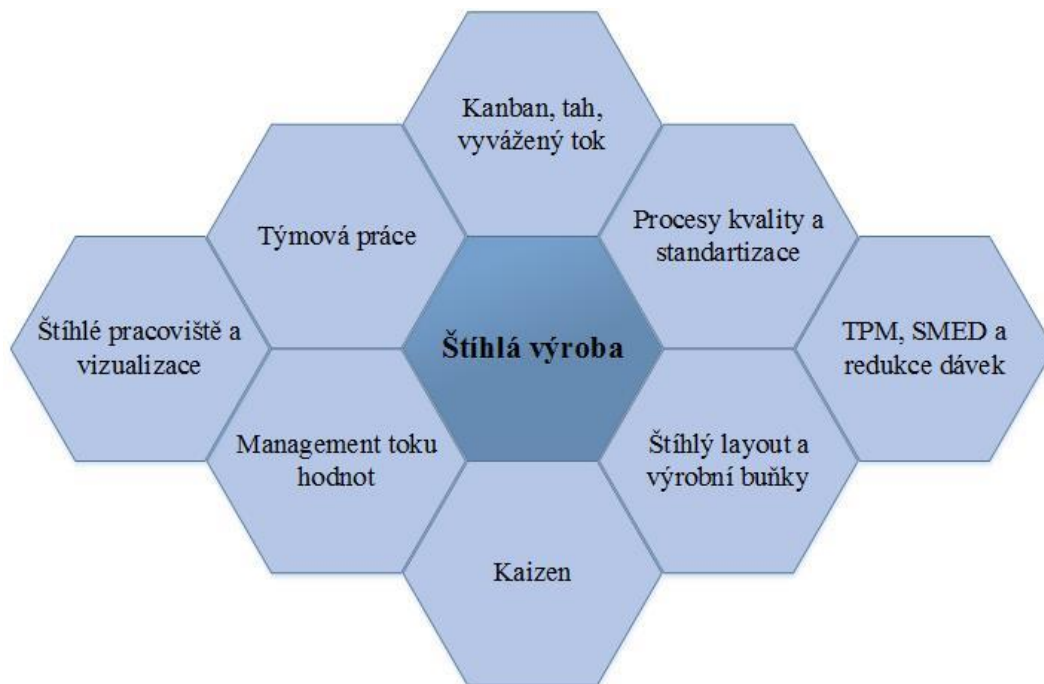 Kanban, tah,
vyvážený tok
Týmová práce
Procesy kvality a
standartizace
Štíhlé pracoviště a
vizualizace
Štíhlá výroba
TPM, SMED a
redukce dávek
Management toku
hodnot
Štíhlý layout a
výrobní buňky
Kaizen